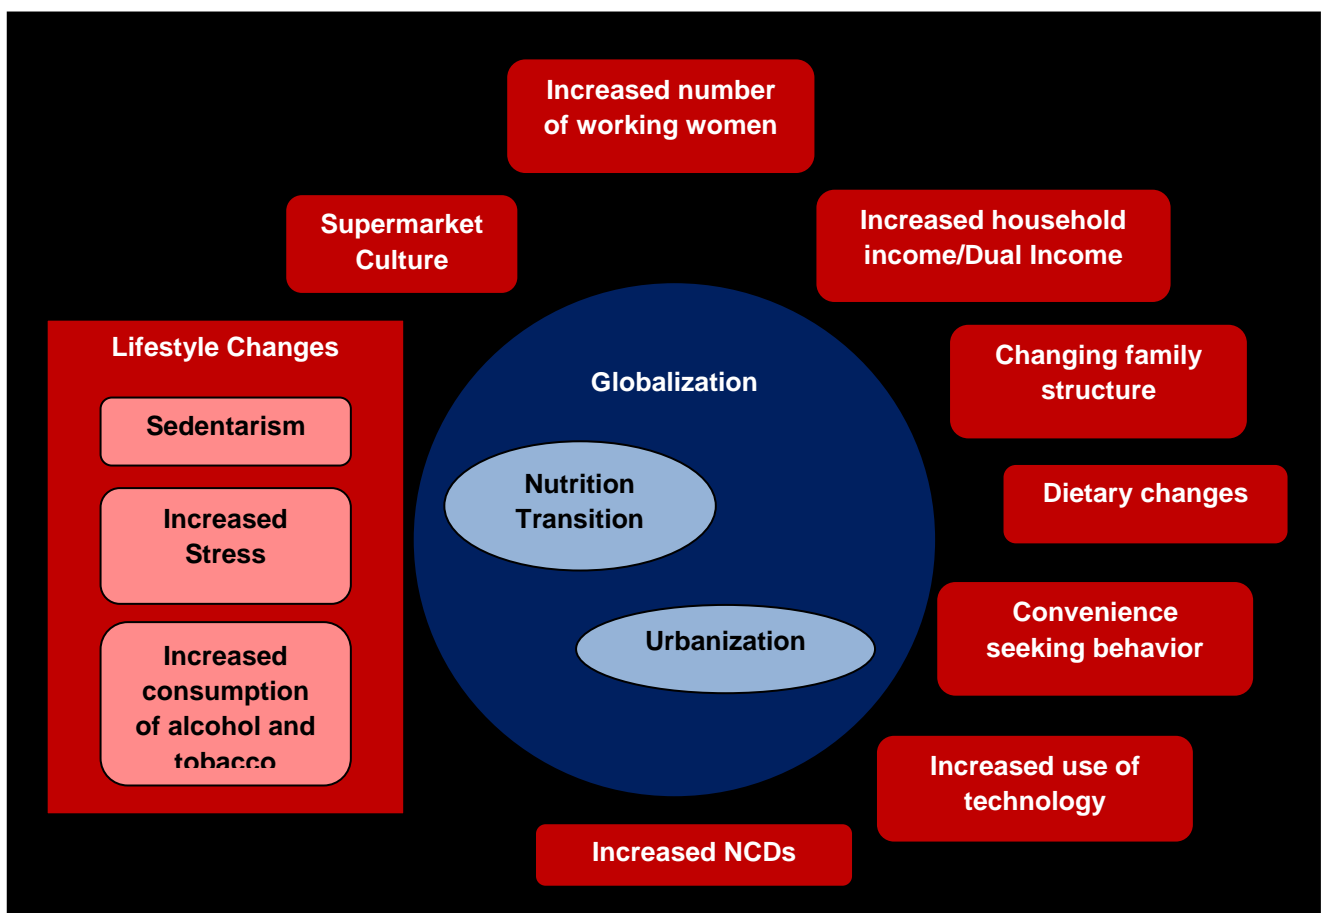 Increased number
of working women
Supermarket
Culture
Increased household
income/Dual Income
Lifestyle Changes
Sedentarism
Increased
Stress
Increased
consumption
of alcohol and
tobacco
Globalization
Nutrition
Transition
Urbanization
Changing family
structure
Dietary changes
Convenience
seeking behavior
Increased use of
technology
Increased NCDs